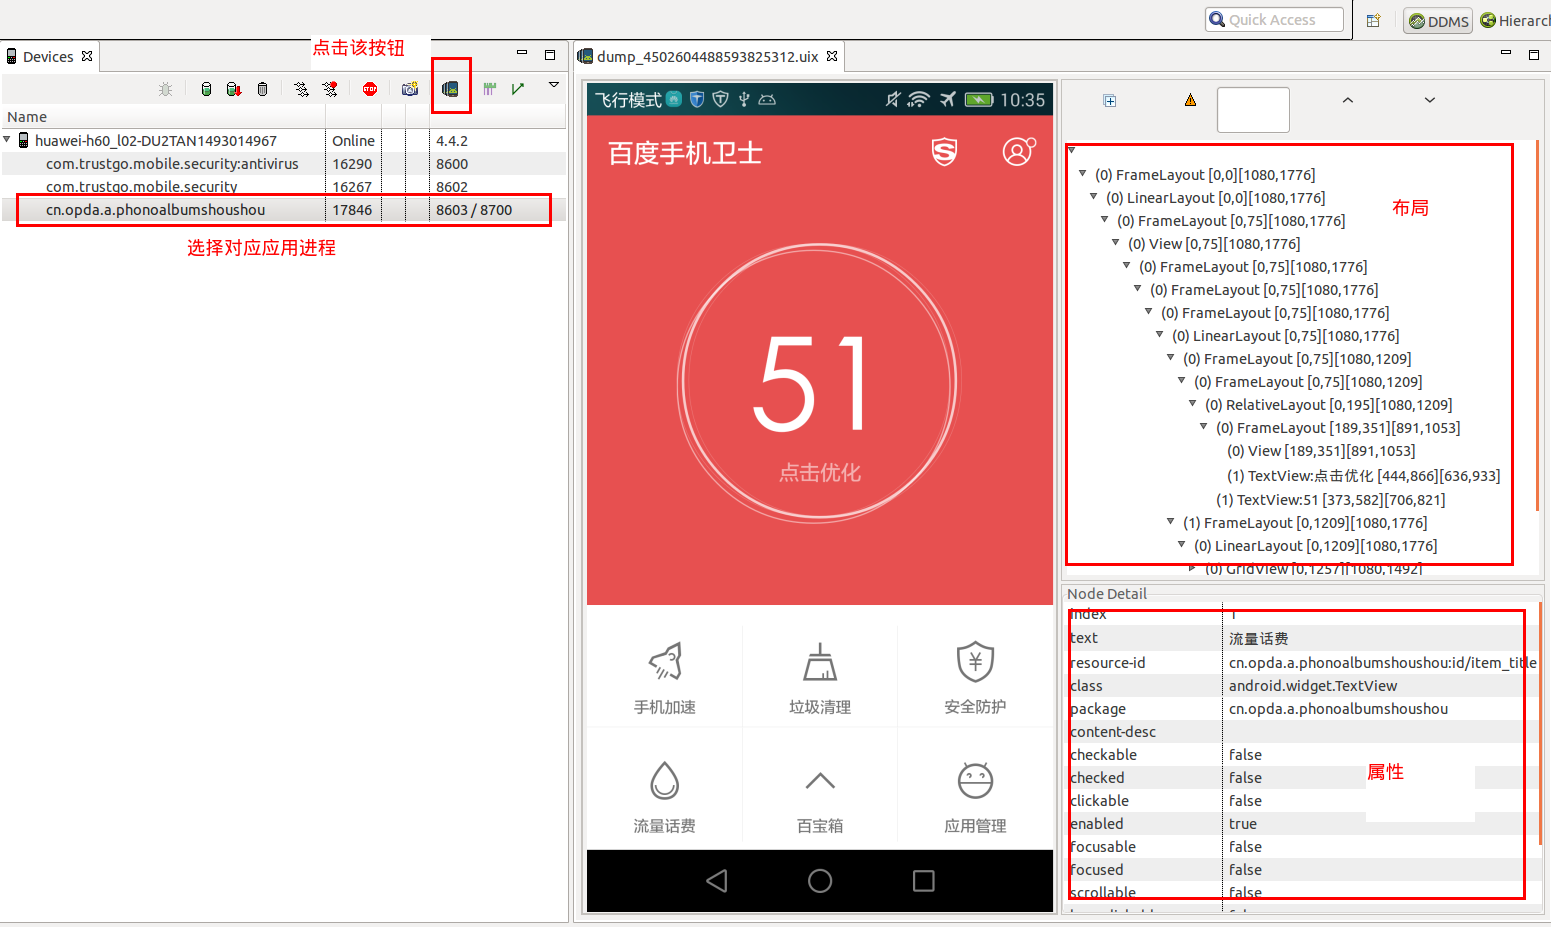 Quick Access
DDMS
Hierarch
Devices
点击该按钮
Name
huawei-h60_l02-DU2TAN1493014967 Online 4.4.2
com.trustgo.mobile.security:antivirus 16290 8600
com.trustgo.mobile.security 16267 8602
cn.opda.a.phonoalbumshoushou 17846 8603 / 8700
选择对应应用进程
dump_4502604488593825312.uix
飞行模式 10:35
百度手机卫士
51
点击优化
手机加速 垃圾清理 安全防护
流量话费 百宝箱 应用管理
布局
(0) FrameLayout [0,0][1080,1776]
(0) LinearLayout [0,0][1080,1776]
(0) FrameLayout [0,75][1080,1776]
(0) View [0,75][1080,1776]
(0) FrameLayout [0,75][1080,1776]
(0) FrameLayout [0,75][1080,1776]
(0) FrameLayout [0,75][1080,1776]
(0) LinearLayout [0,75][1080,1776]
(0) FrameLayout [0,75][1080,1209]
(0) FrameLayout [0,75][1080,1209]
(0) RelativeLayout [0,195][1080,1209]
(0) FrameLayout [189,351][891,1053]
(0) View [189,351][891,1053]
(1) TextView:点击优化 [444,866][636,933]
(1) TextView:51 [373,582][706,821]
(1) FrameLayout [0,1209][1080,1776]
(0) LinearLayout [0,1209][1080,1776]
(0) GridView [0,1257][1080,1492]
Node Detail
index 1
text 流量话费
resource-id cn.opda.a.phonoalbumshoushou:id/item_title
class android.widget.TextView
package cn.opda.a.phonoalbumshoushou
content-desc
checkable false
checked false
clickable false
enabled true
focusable false
focused false
scrollable false
属性